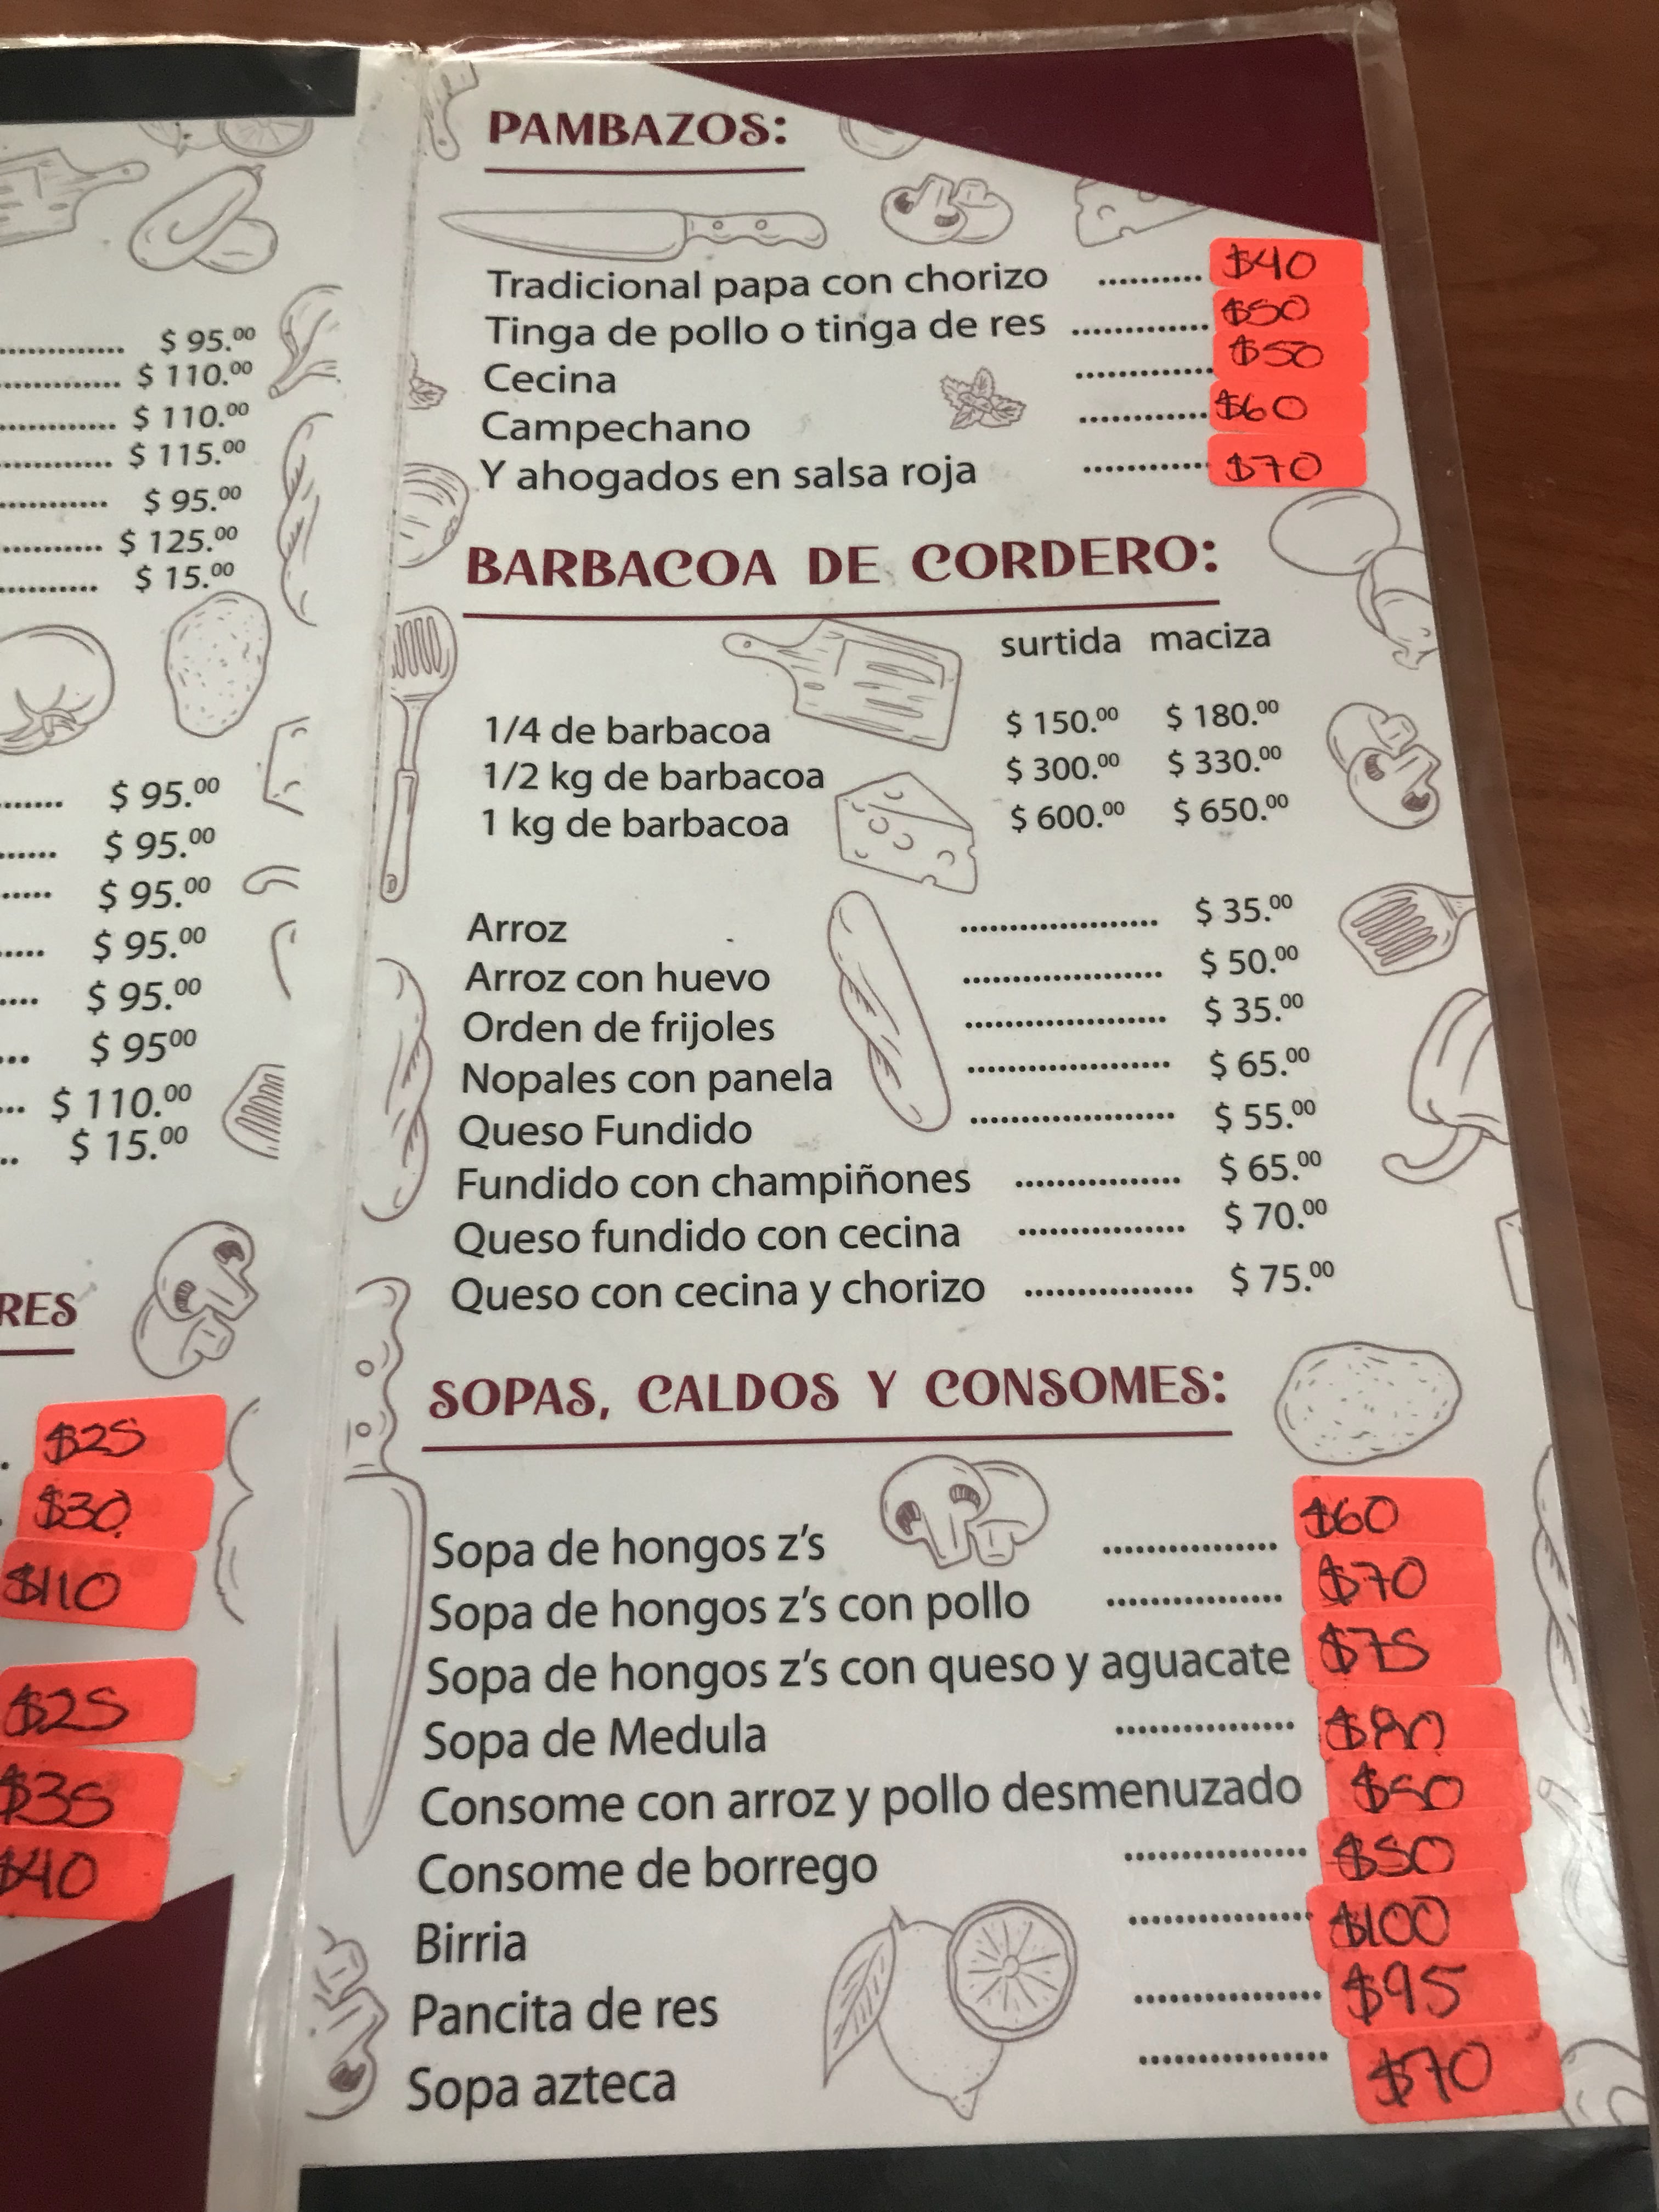 $ 95.00
$ 110.00
$ 110.00
$ 115.00
$ 95.00
$ 125.00
$ 15.00
$ 95.00
$ 95.00
$ 95.00
$ 95.00
$ 95.00
$ 9500
$ 110.00
$ 15.00
RES
$25
$30
$110
$25
$35
$40
PAMBAZOS:
Tradicional papa con chorizo .......... $40
Tinga de pollo o tinga de res ............. $50
Cecina ............. $50
Campechano ............ $60
Y ahogados en salsa roja ............ $70
BARBACOA DE CORDERO:
surtida maciza
1/4 de barbacoa $ 150.00 $ 180.00
1/2 kg de barbacoa $ 300.00 $ 330.00
1 kg de barbacoa $ 600.00 $ 650.00
Arroz ................... $ 35.00
Arroz con huevo ................... $ 50.00
Orden de frijoles ................... $ 35.00
Nopales con panela ................... $ 65.00
Queso Fundido ................... $ 55.00
Fundido con champiñones ................ $ 65.00
Queso fundido con cecina ................ $ 70.00
Queso con cecina y chorizo ................ $ 75.00
SOPAS, CALDOS Y CONSOMES:
Sopa de hongos z's ................ $60
Sopa de hongos z's con pollo ................ $70
Sopa de hongos z's con queso y aguacate $75
Sopa de Medula ................
Consome con arroz y pollo desmenuzado $50
Consome de borrego ................ $50
Birria ................ $100
Pancita de res ................ $95
Sopa azteca ................ $70